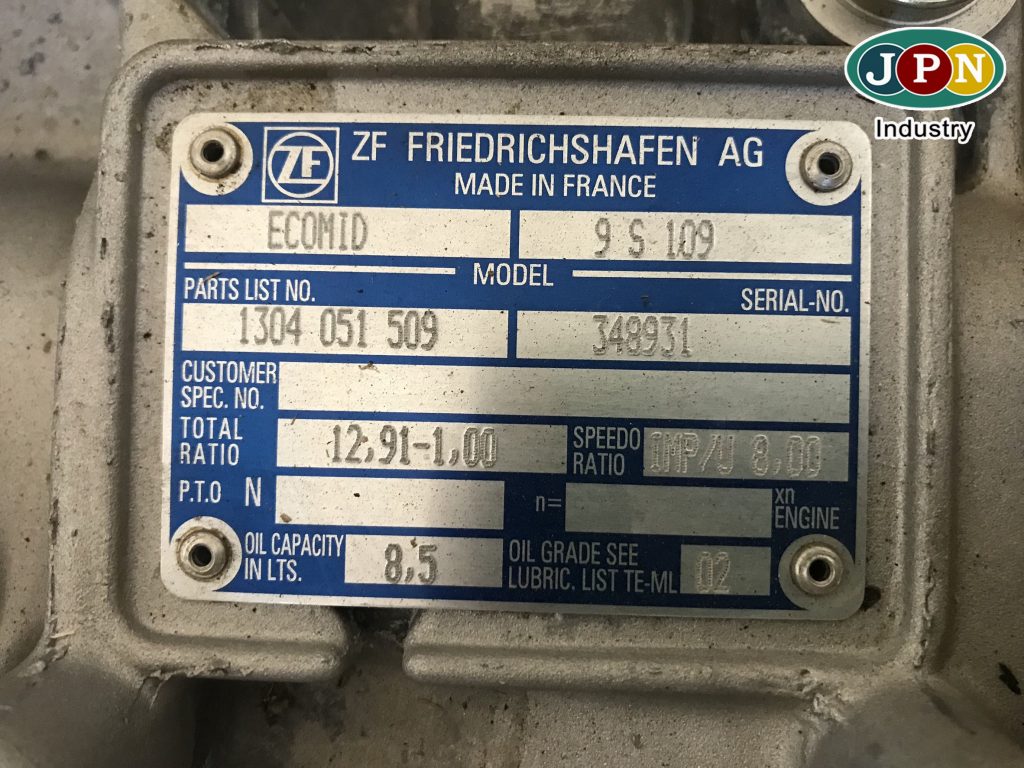 JPN
Industry
ZF
ZF FRIEDRICHSHAFEN AG
MADE IN FRANCE
ECOMID 9 S 109
MODEL
PARTS LIST NO. SERIAL-NO.
1304 051 509 348931
CUSTOMER
SPEC. NO.
TOTAL
RATIO
12,91-1,00
SPEEDO
RATIO
IMP/U 8,00
P.T.O N
n=
xn
ENGINE
OIL CAPACITY
IN LTS.
8,5
OIL GRADE SEE
LUBRIC. LIST TE-ML
02